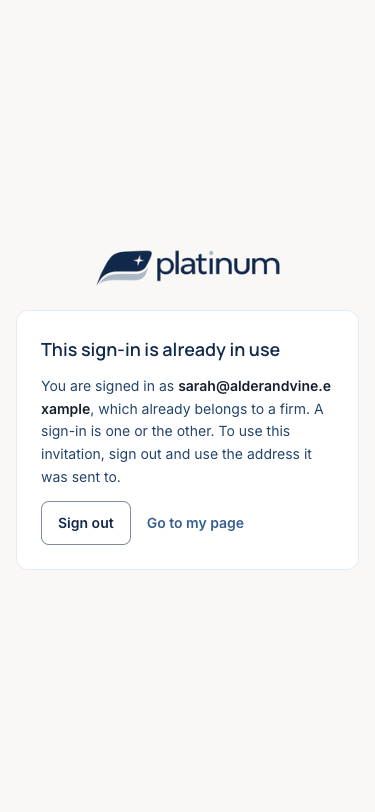 platinum
This sign-in is already in use
You are signed in as sarah@alderandvine.e
xample, which already belongs to a firm. A
sign-in is one or the other. To use this
invitation, sign out and use the address it
was sent to.
Sign out
Go to my page